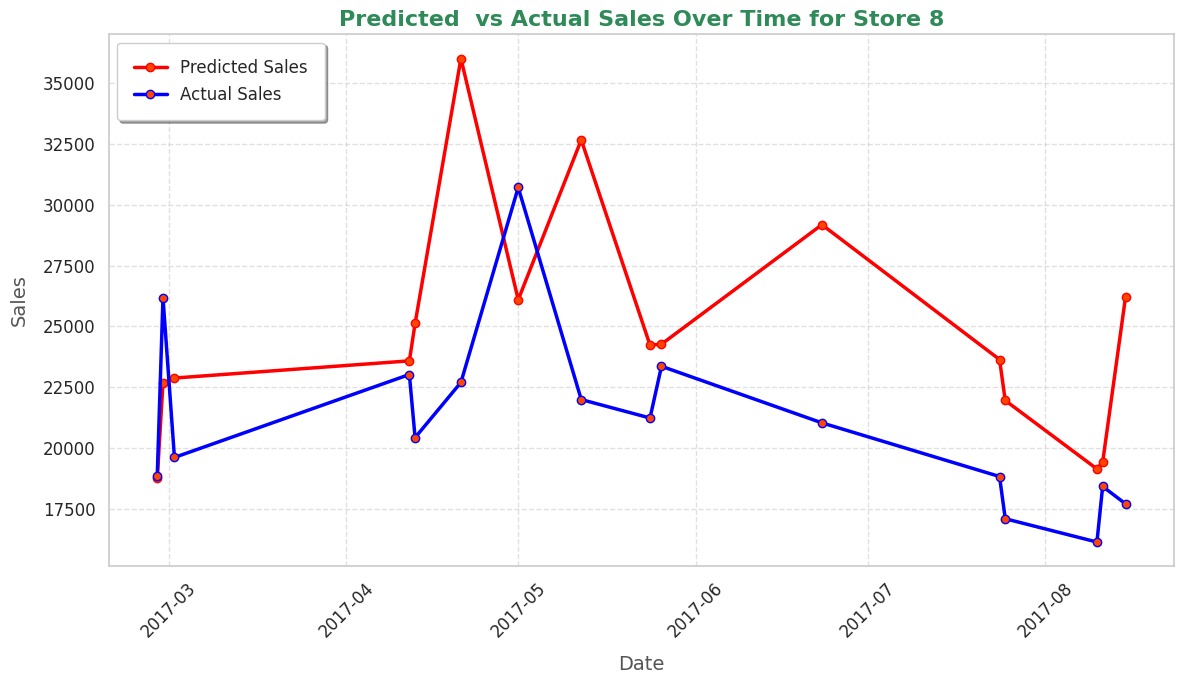 Predicted  vs Actual Sales Over Time for Store 8
Predicted Sales
Actual Sales
35000
32500
30000
27500
25000
22500
20000
17500
Sales
2017-03
2017-04
2017-05
2017-06
2017-07
2017-08
Date